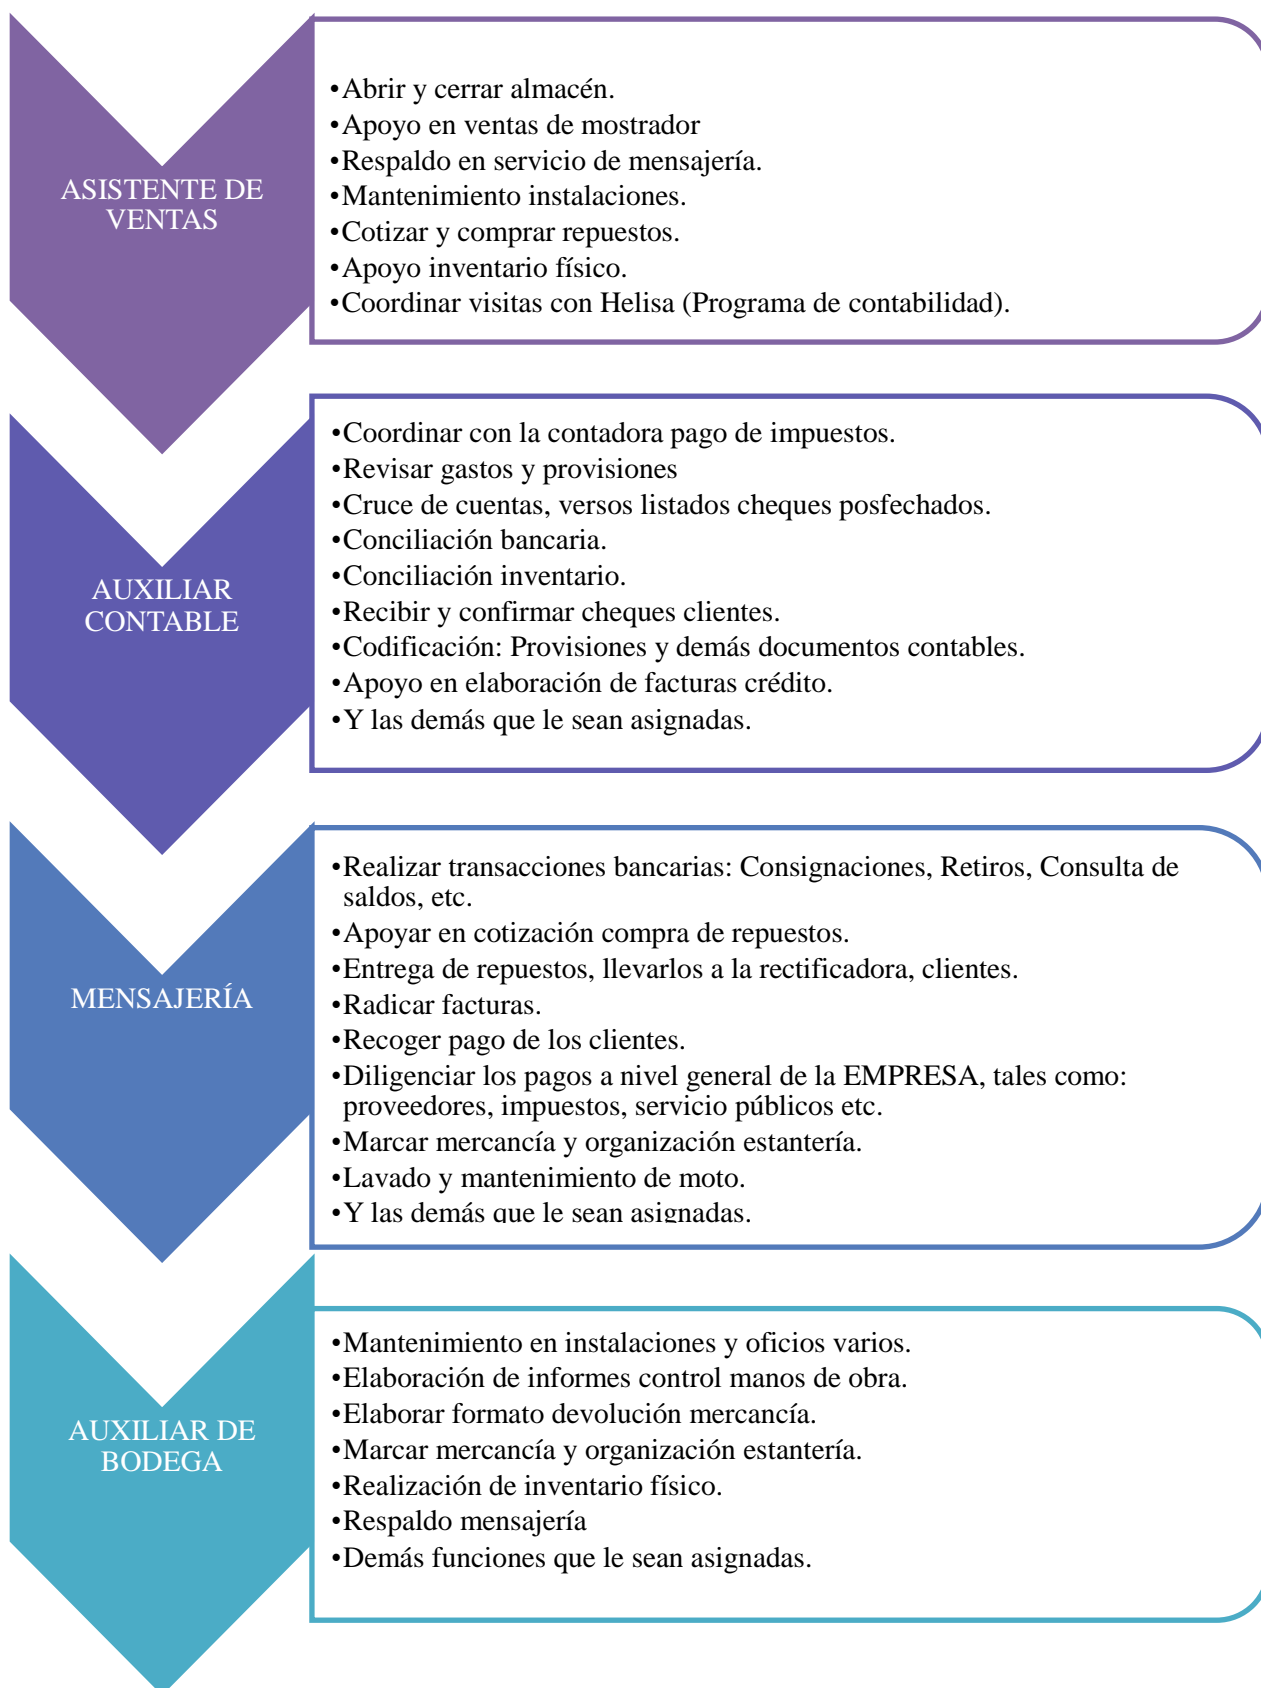 ASISTENTE DE
VENTAS
•Abrir y cerrar almacén.
•Apoyo en ventas de mostrador
•Respaldo en servicio de mensajería.
•Mantenimiento instalaciones.
•Cotizar y comprar repuestos.
•Apoyo inventario físico.
•Coordinar visitas con Helisa (Programa de contabilidad).
AUXILIAR
CONTABLE
•Coordinar con la contadora pago de impuestos.
•Revisar gastos y provisiones
•Cruce de cuentas, versos listados cheques posfechados.
•Conciliación bancaria.
•Conciliación inventario.
•Recibir y confirmar cheques clientes.
•Codificación: Provisiones y demás documentos contables.
•Apoyo en elaboración de facturas crédito.
•Y las demás que le sean asignadas.
MENSAJERÍA
•Realizar transacciones bancarias: Consignaciones, Retiros, Consulta de
saldos, etc.
•Apoyar en cotización compra de repuestos.
•Entrega de repuestos, llevarlos a la rectificadora, clientes.
•Radicar facturas.
•Recoger pago de los clientes.
•Diligenciar los pagos a nivel general de la EMPRESA, tales como:
proveedores, impuestos, servicio públicos etc.
•Marcar mercancía y organización estantería.
•Lavado y mantenimiento de moto.
•Y las demás que le sean asignadas.
AUXILIAR DE
BODEGA
•Mantenimiento en instalaciones y oficios varios.
•Elaboración de informes control manos de obra.
•Elaborar formato devolución mercancía.
•Marcar mercancía y organización estantería.
•Realización de inventario físico.
•Respaldo mensajería
•Demás funciones que le sean asignadas.